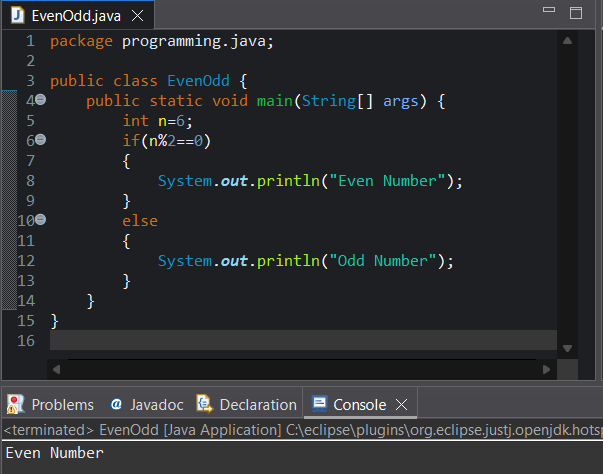 EvenOdd.java
1 package programming.java;
2
3 public class EvenOdd {
4 public static void main(String[] args) {
5 int n=6;
6 if(n%2==0)
7 {
8 System.out.println("Even Number");
9 }
10 else
11 {
12 System.out.println("Odd Number");
13 }
14 }
15 }
16
Problems @ Javadoc Declaration Console
<terminated> EvenOdd [Java Application] C:\eclipse\plugins\org.eclipse.justj.openjdk.hots
Even Number